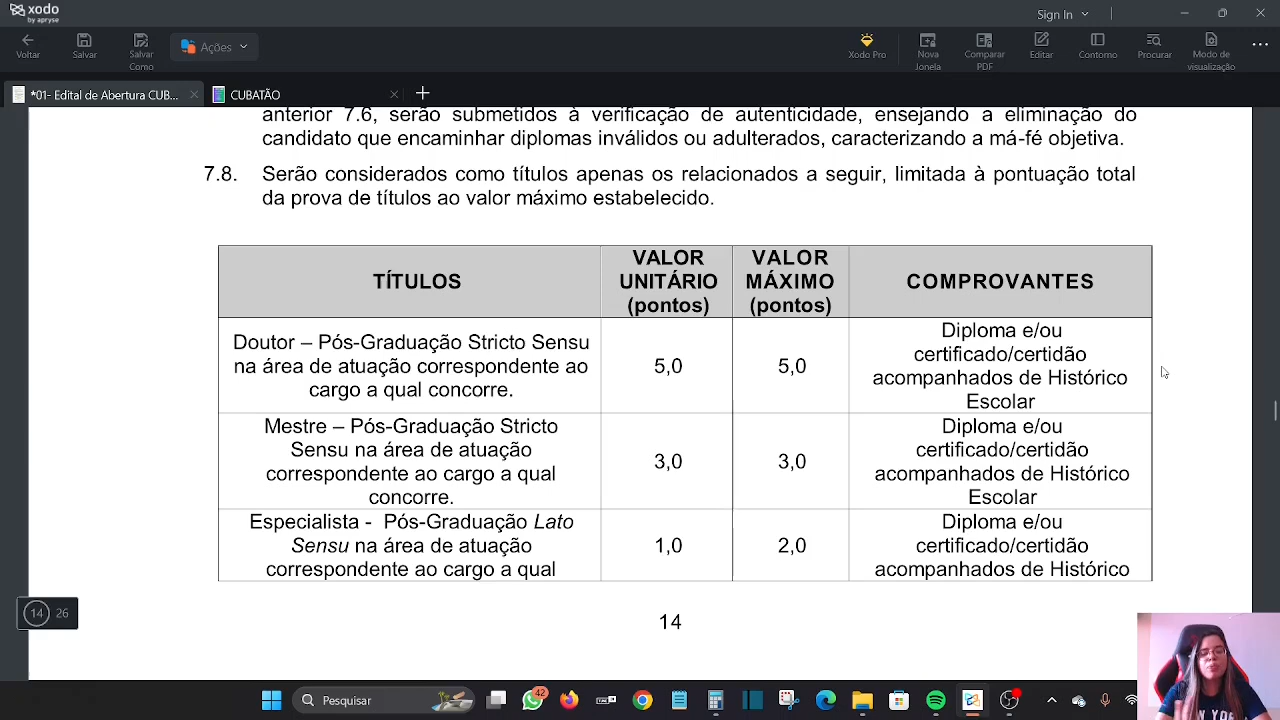 xodo
by apryse
Sign In
Voltar
Salvar
Salvar Como
Ações
Xodo Pro
Nova Janela
Comparar PDF
Editar
Contorno
Procurar
Modo de visualização
*01- Edital de Abertura CUB...
CUBATÃO
anterior 7.6, serão submetidos à verificação de autenticidade, ensejando a eliminação do
candidato que encaminhar diplomas inválidos ou adulterados, caracterizando a má-fé objetiva.
7.8. Serão considerados como títulos apenas os relacionados a seguir, limitada à pontuação total
da prova de títulos ao valor máximo estabelecido.
TÍTULOS
VALOR
UNITÁRIO
(pontos)
VALOR
MÁXIMO
(pontos)
COMPROVANTES
Doutor – Pós-Graduação Stricto Sensu
na área de atuação correspondente ao
cargo a qual concorre.
5,0
5,0
Diploma e/ou
certificado/certidão
acompanhados de Histórico
Escolar
Mestre – Pós-Graduação Stricto
Sensu na área de atuação
correspondente ao cargo a qual
concorre.
3,0
3,0
Diploma e/ou
certificado/certidão
acompanhados de Histórico
Escolar
Especialista - Pós-Graduação Lato
Sensu na área de atuação
correspondente ao cargo a qual
1,0
2,0
Diploma e/ou
certificado/certidão
acompanhados de Histórico
14
14 26
Pesquisar
42